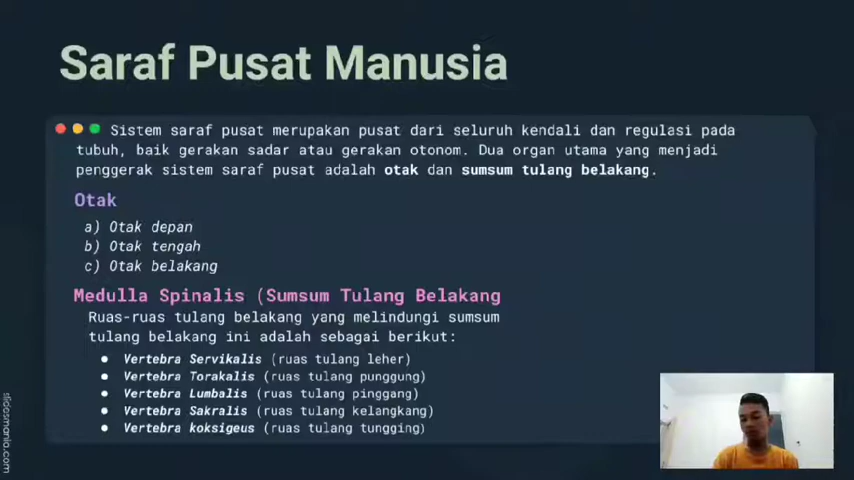 Saraf Pusat Manusia
Sistem saraf pusat merupakan pusat dari seluruh kendali dan regulasi pada
tubuh, baik gerakan sadar atau gerakan otonom. Dua organ utama yang menjadi
penggerak sistem saraf pusat adalah otak dan sumsum tulang belakang.
Otak
a) Otak depan
b) Otak tengah
c) Otak belakang
Medulla Spinalis (Sumsum Tulang Belakang
Ruas-ruas tulang belakang yang melindungi sumsum
tulang belakang ini adalah sebagai berikut:
● Vertebra Servikalis (ruas tulang leher)
● Vertebra Torakalis (ruas tulang punggung)
● Vertebra Lumbalis (ruas tulang pinggang)
● Vertebra Sakralis (ruas tulang kelangkang)
● Vertebra koksigeus (ruas tulang tungging)
slidesmania.com